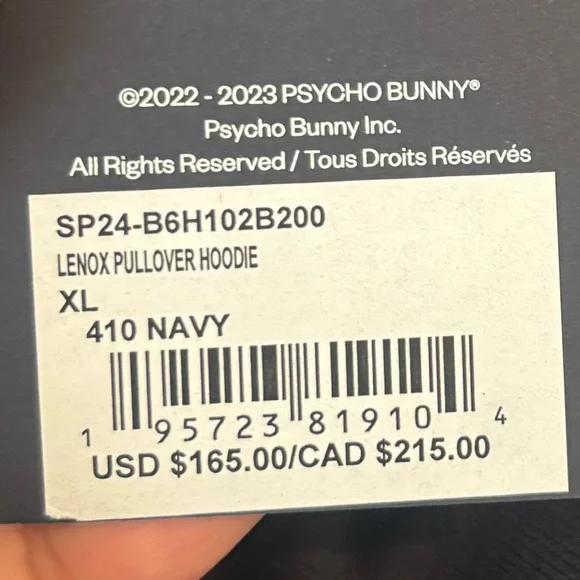 ©2022 - 2023 PSYCHO BUNNY®
Psycho Bunny Inc.
All Rights Reserved / Tous Droits Réservés
SP24-B6H102B200
LENOX PULLOVER HOODIE
XL
410 NAVY
1 95723 81910 4
USD $165.00/CAD $215.00